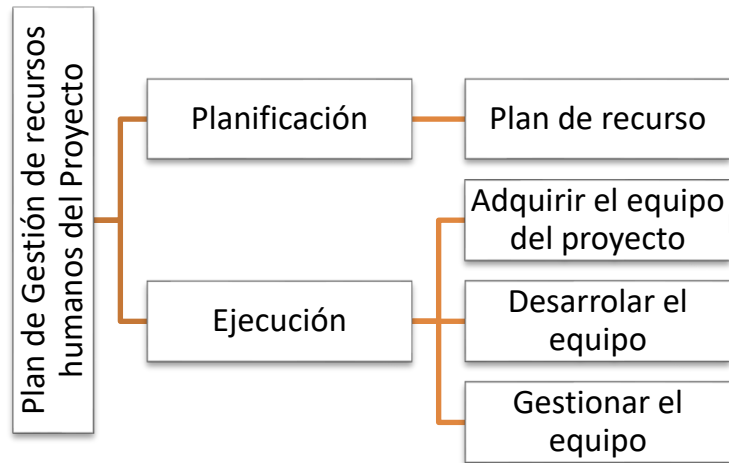 Plan de Gestión de recursos
humanos del Proyecto
Planificación
Plan de recurso
Ejecución
Adquirir el equipo
del proyecto
Desarrolar el
equipo
Gestionar el
equipo